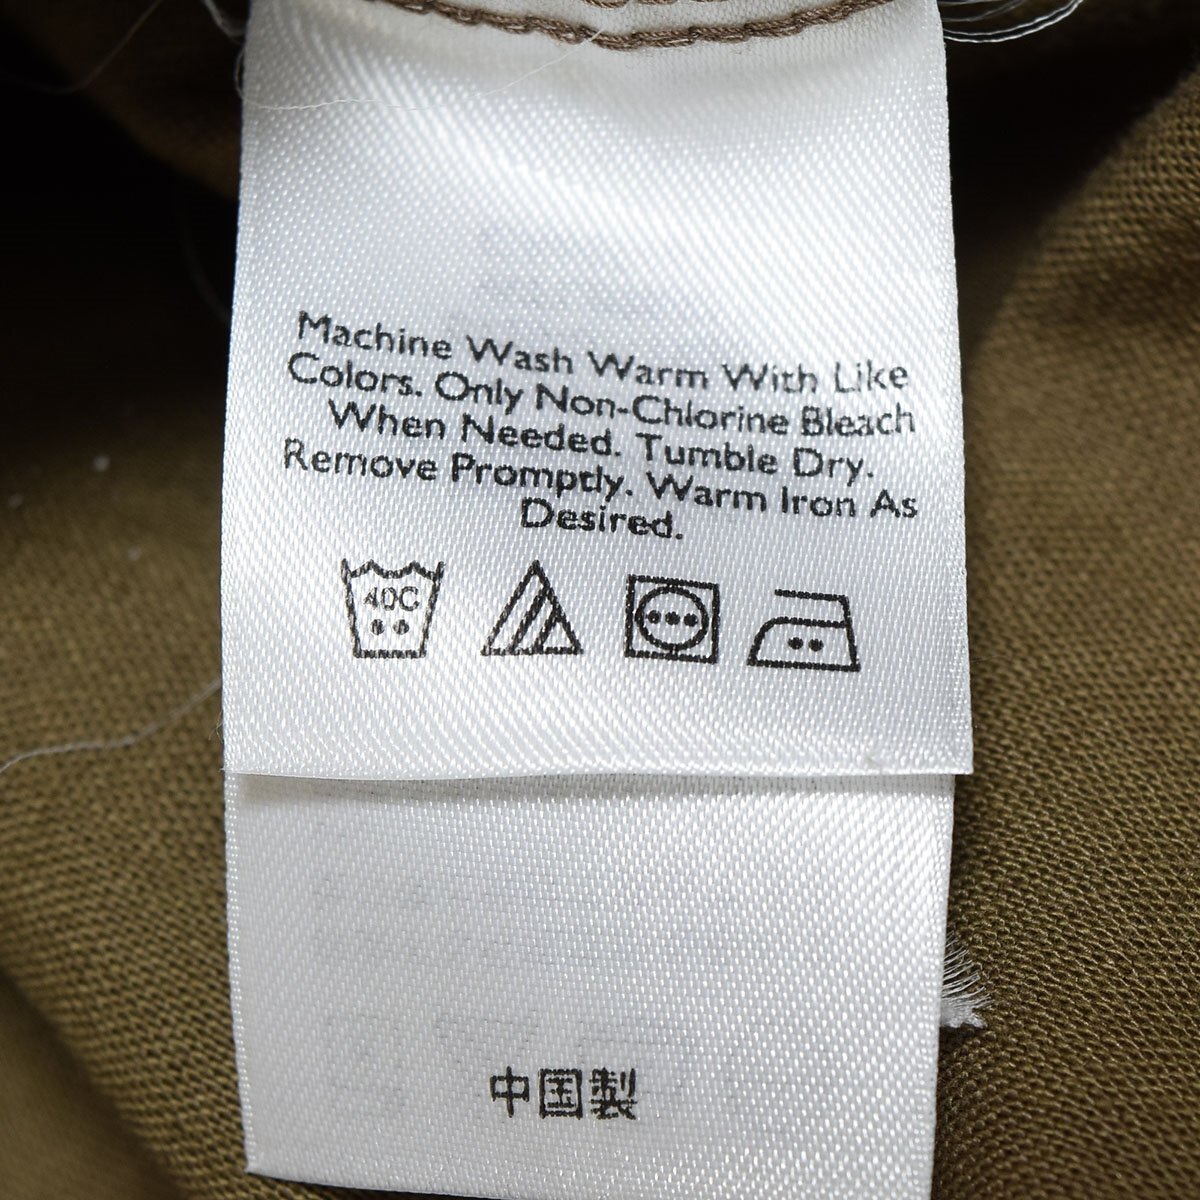 Machine Wash Warm With Like
Colors. Only Non-Chlorine Bleach
When Needed. Tumble Dry.
Remove Promptly. Warm Iron As
Desired.
40C
中国製